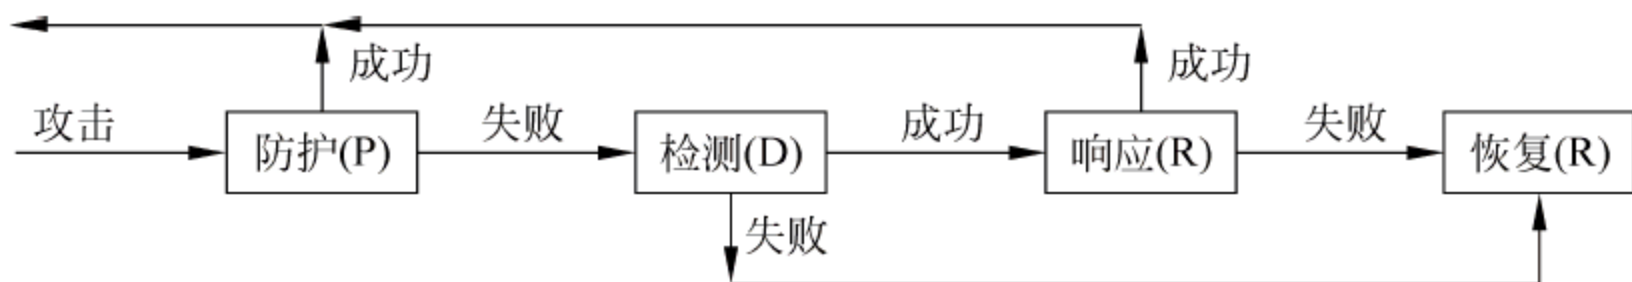 成功 成功
攻击 失败 成功 失败
防护(P) 检测(D) 响应(R) 恢复(R)
失败